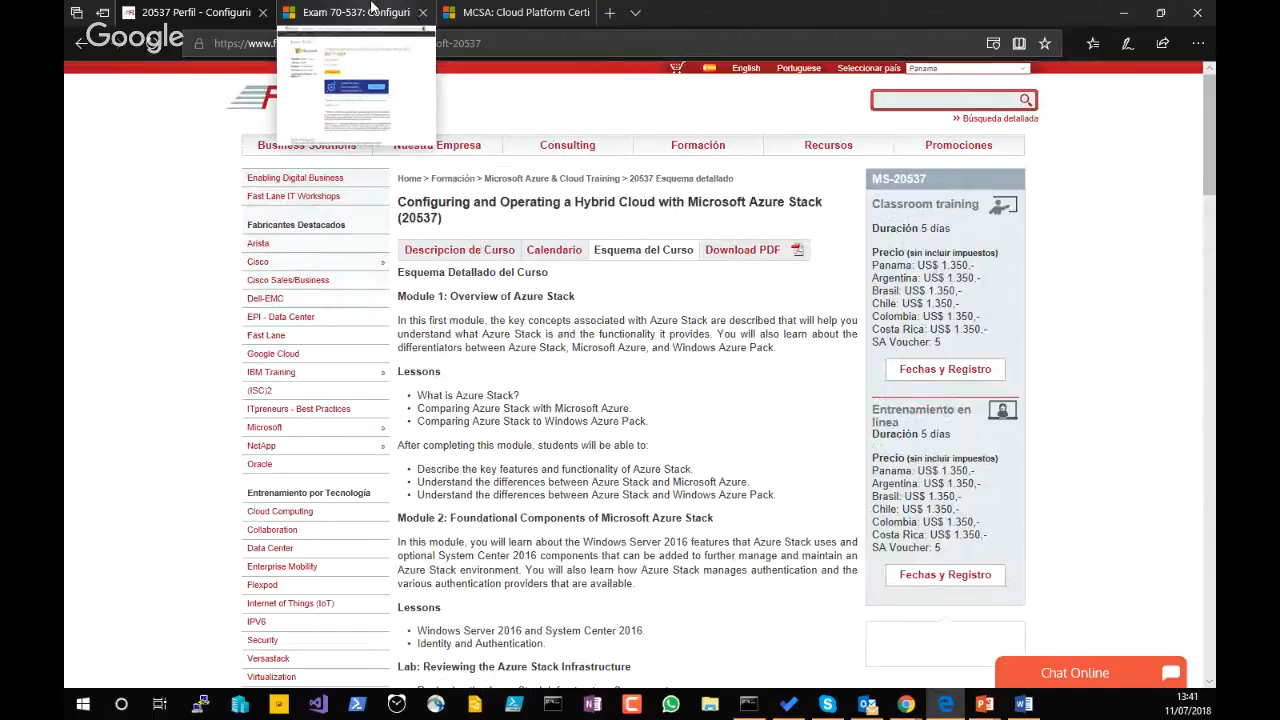 20537 Perfil - Configurin
Exam 70-537: Configuri
MCSA: Cloud Platform Certi
Google
https://www.f
soft-20537
Portuguese
Seleccionar país
Panama
Búsqueda detallada
Business Solutions
Nuestra Empresa
Consulting
Formación
Recursos
Promociones
Enabling Digital Business
Fast Lane IT Workshops
Fabricantes Destacados
Arista
Cisco »
Cisco Sales/Business
Dell-EMC
EPI - Data Center
Fast Lane
Google Cloud
IBM Training »
(ISC)2
ITpreneurs - Best Practices
Microsoft »
NetApp »
Oracle
Entrenamiento por Tecnología
Cloud Computing
Collaboration
Data Center
Enterprise Mobility
Flexpod
Internet of Things (IoT)
IPV6
Security
Versastack
Virtualization
Home > Formación > Microsoft Azure & Cloud Training > 20537 Esquema detallado
Configuring and Operating a Hybrid Cloud with Microsoft Azure Stack
(20537)
Descripcion de Curso
Calendario
Esquema del Curso
Download PDF
Esquema Detallado del Curso
Module 1: Overview of Azure Stack
In this first module, the key concepts associated with Azure Stack are described that will help you
understand what Azure Stack is and the functionality it provides. You will also learn about the
differentiators between Azure Stack, Microsoft Azure, and Windows Azure Pack.
Lessons
• What is Azure Stack?
• Comparing Azure Stack with Microsoft Azure.
• Comparing Azure Stack to Windows Azure Pack.
After completing this module, students will be able to:
• Describe the key features and functionality of Azure Stack.
• Understand the differences between Azure Stack and Microsoft Azure.
• Understand the differences between Azure Stack and Windows Azure Pack.
Module 2: Foundational Components of Microsoft Azure Stack
In this module, you will learn about the Windows Server 2016 features that Azure Stack uses and
optional System Center 2016 components that can be added to further manage and maintain an
Azure Stack environment. You will also learn how Azure Stack manages authentication and the
various authentication providers that are available.
Lessons
• Windows Server 2016 and System Center 2016
• Identity and Authentication.
Lab: Reviewing the Azure Stack Infrastructure
MS-20537
Classroom training
Duración 5 días
Precio (sin incluir impuestos)
Panama: US$ 1.350,-
Argentina: US$ 1.350,-
Brasil: US$ 1.350,-
Chile: US$ 1.350,-
Colombia: US$ 1.350,-
Costa Rica: US$ 1.350,-
SA Voucher: 5
Fechas y Registro
Entrenamiento en
línea
Duración 5 días
Precio (sin incluir impuestos)
Panama: US$ 1.350,-
Argentina: US$ 1.350,-
Brasil: US$ 1.350,-
Chile: US$ 1.350,-
Colombia: US$ 1.350,-
Costa Rica: US$ 1.350,-
SA Voucher: 5
Fechas y Registro
Chat Online
13:41
11/07/2018